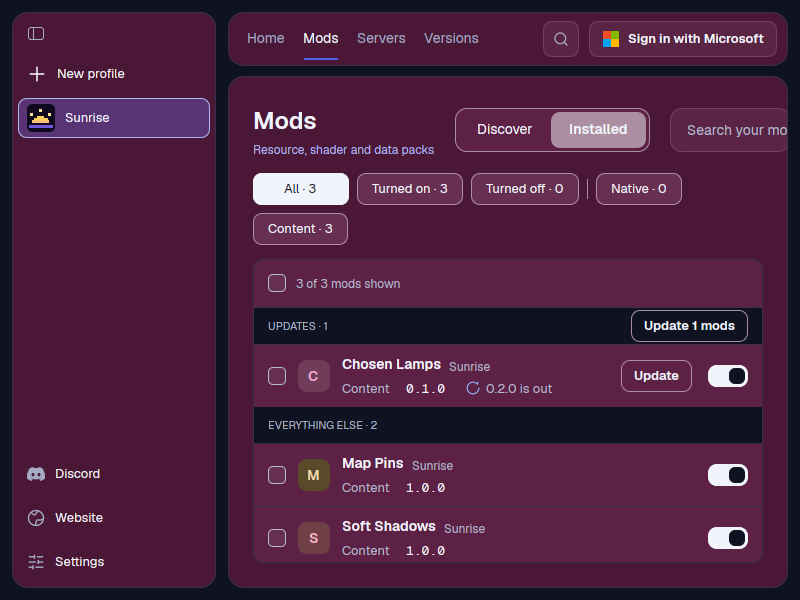 New profile
Sunrise
Discord
Website
Settings
Home Mods Servers Versions
Sign in with Microsoft
Mods
Resource, shader and data packs
Discover Installed
Search your mo
All · 3 Turned on · 3 Turned off · 0 Native · 0
Content · 3
3 of 3 mods shown
UPDATES · 1 Update 1 mods
C Chosen Lamps Sunrise
Content 0.1.0 0.2.0 is out Update
EVERYTHING ELSE · 2
M Map Pins Sunrise
Content 1.0.0
S Soft Shadows Sunrise
Content 1.0.0